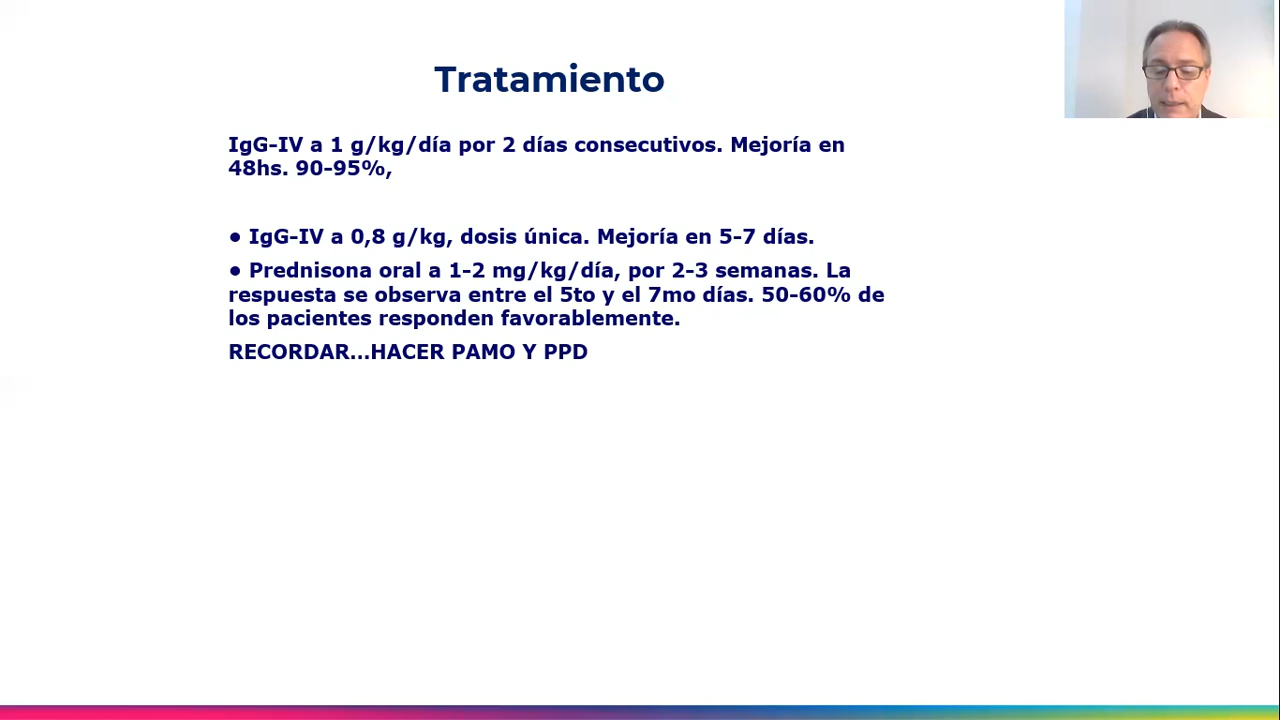 Tratamiento
IgG-IV a 1 g/kg/día por 2 días consecutivos. Mejoría en
48hs. 90-95%,
● IgG-IV a 0,8 g/kg, dosis única. Mejoría en 5-7 días.
● Prednisona oral a 1-2 mg/kg/día, por 2-3 semanas. La
respuesta se observa entre el 5to y el 7mo días. 50-60% de
los pacientes responden favorablemente.
RECORDAR...HACER PAMO Y PPD